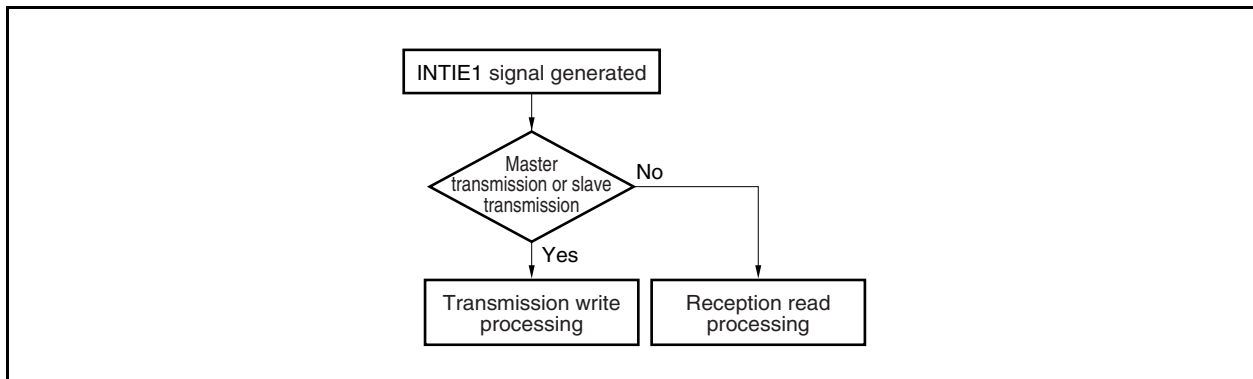 INTIE1 signal generated
Master
transmission or slave
transmission
No
Yes
Transmission write
processing
Reception read
processing